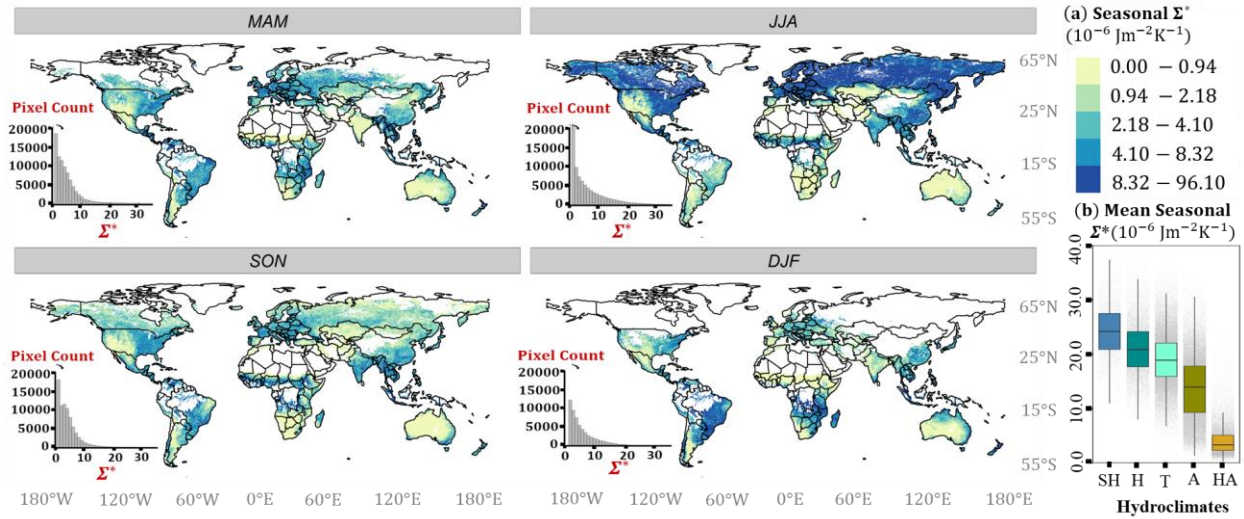 MAM
JJA
(a) Seasonal Σ*
(10⁻⁶ Jm⁻²K⁻¹)
0.00 – 0.94
0.94 – 2.18
2.18 – 4.10
4.10 – 8.32
8.32 – 96.10
65°N
25°N
15°S
55°S
Pixel Count
20000
15000
10000
5000
0
0 10 20 30
Σ*
Pixel Count
20000
15000
10000
5000
0
0 10 20 30
Σ*
SON
DJF
65°N
25°N
15°S
55°S
Pixel Count
20000
15000
10000
5000
0
0 10 20 30
Σ*
Pixel Count
20000
15000
10000
5000
0
0 10 20 30
Σ*
180°W 120°W 60°W 0°E 60°E 120°E 180°E
120°W 60°W 0°E 60°E 120°E 180°E
(b) Mean Seasonal
Σ*(10⁻⁶ Jm⁻²K⁻¹)
40.0
30.0
20.0
10.0
0.0
SH H T A HA
Hydroclimates